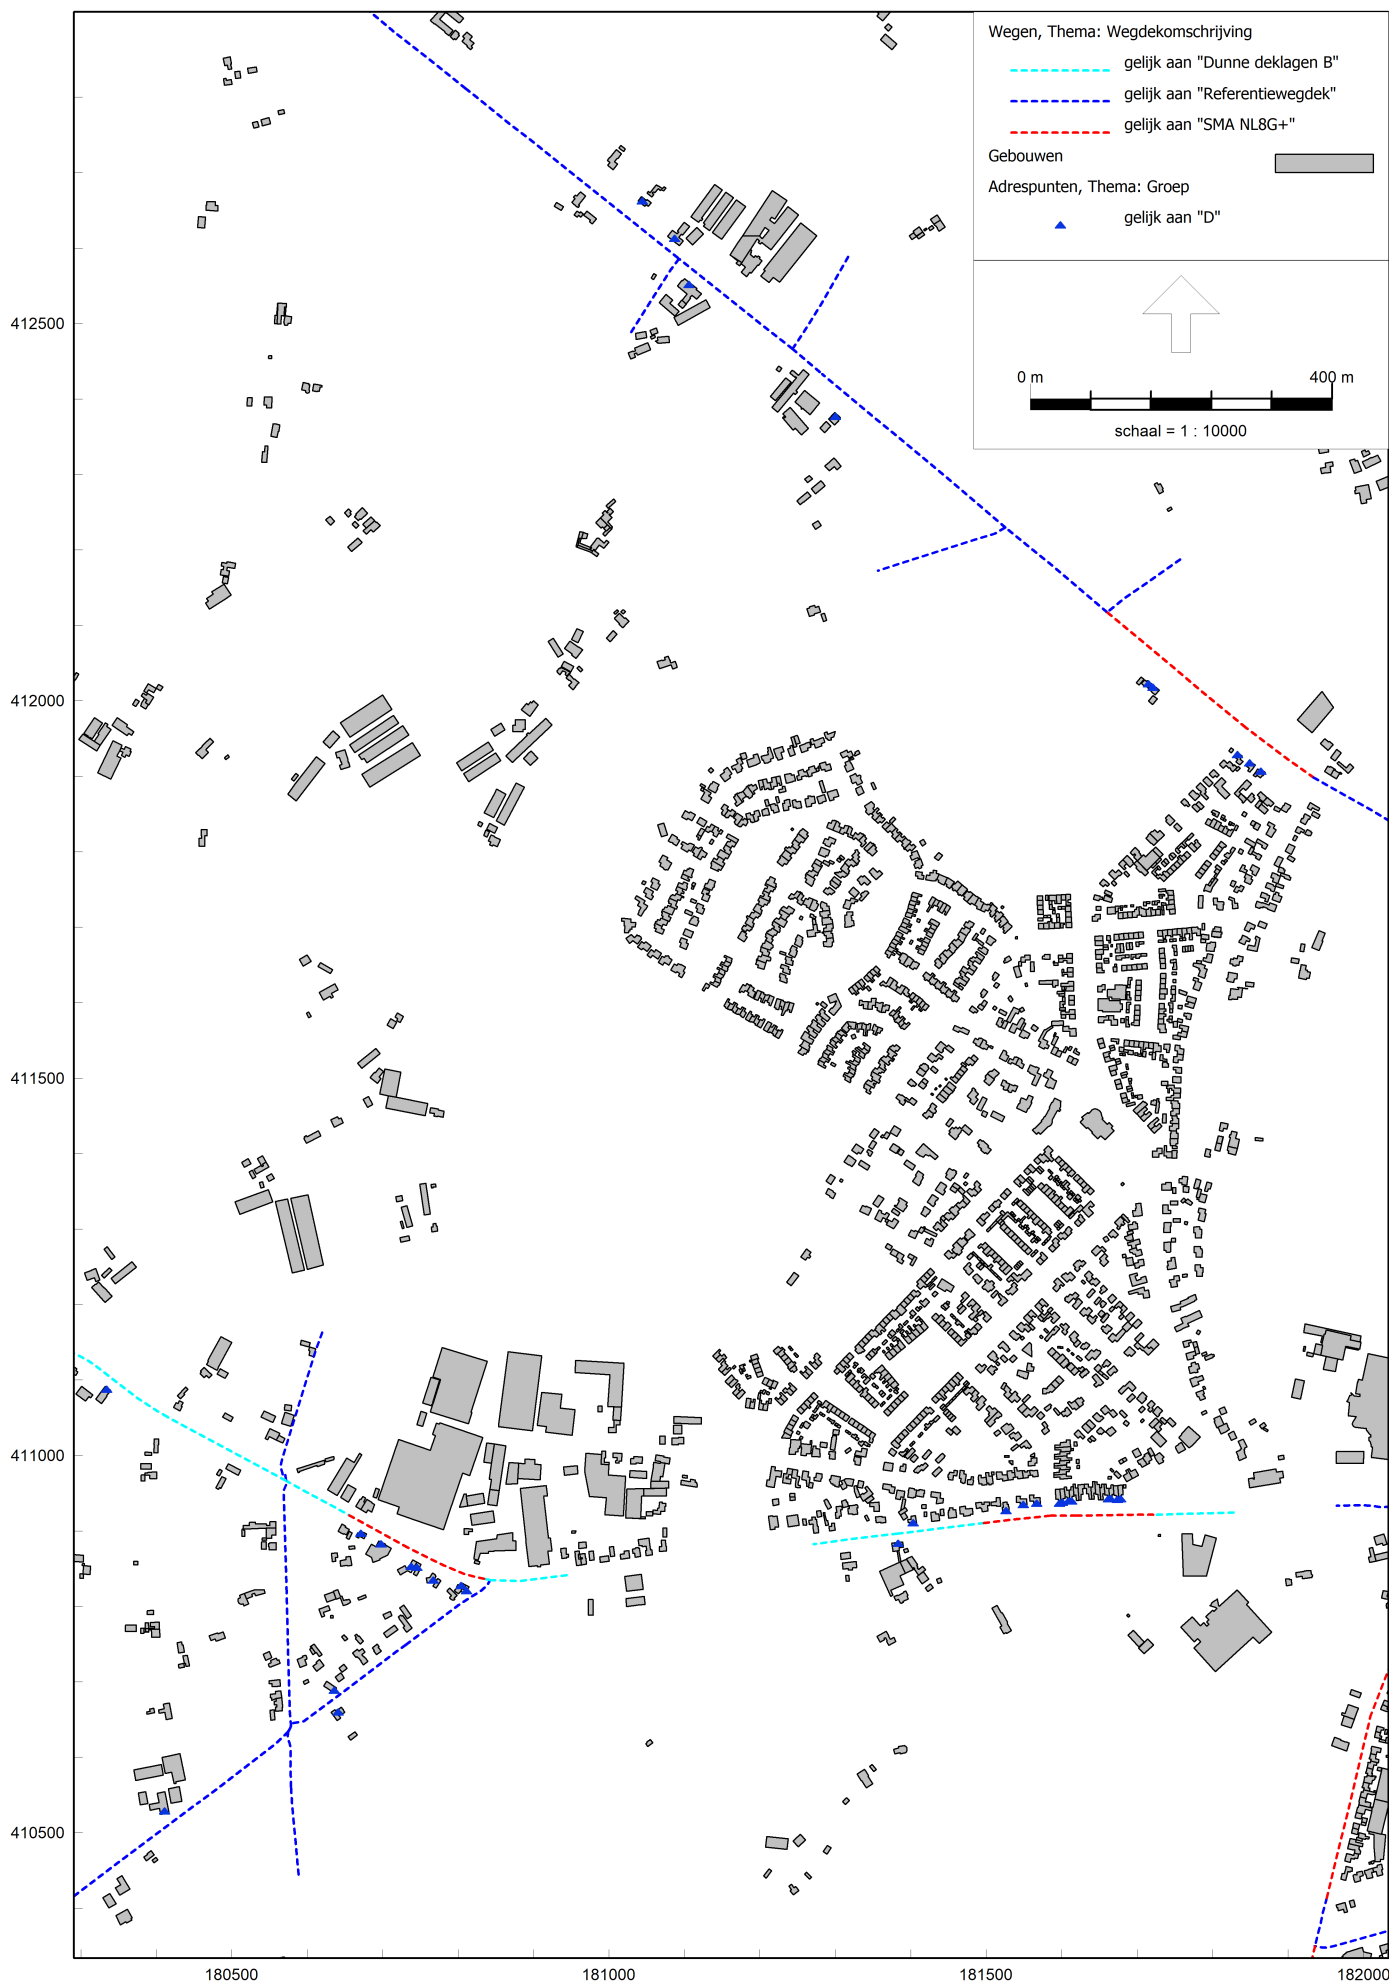 Wegen, Thema: Wegdekomschrijving
gelijk aan "Dunne deklagen B"
gelijk aan "Referentiewegdek"
gelijk aan "SMA NL8G+"
Gebouwen
Adrespunten, Thema: Groep
gelijk aan "D"
0 m 400 m
schaal = 1 : 10000
412500
412000
411500
411000
410500
180500 181000 181500 182000